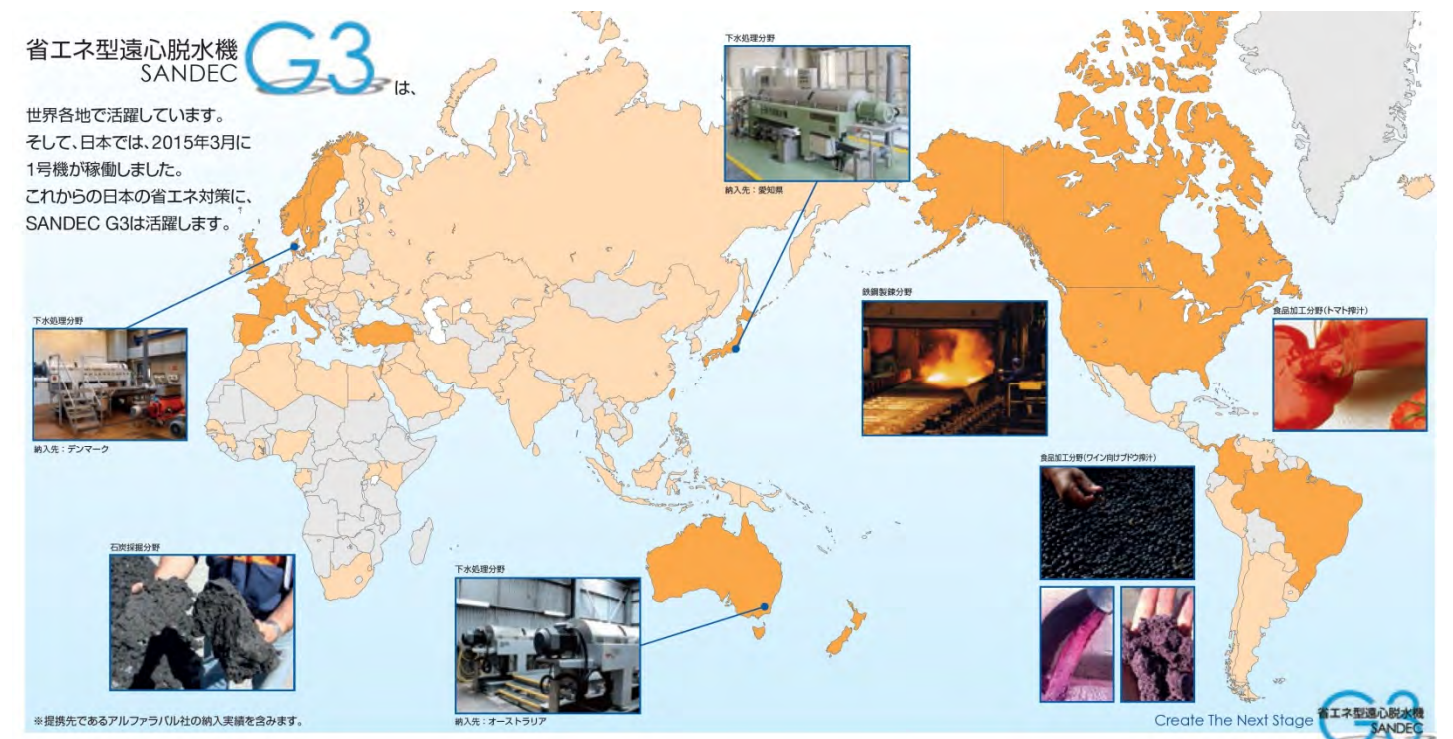 省エネ型遠心脱水機
SANDEC G3 は、
世界各地で活躍しています。
そして、日本では、2015年3月に
1号機が稼働しました。
これからの日本の省エネ対策に、
SANDEC G3は活躍します。
下水処理分野
納入先：愛知県
下水処理分野
納入先：デンマーク
鉄鋼製錬分野
食品加工分野(トマト搾汁)
食品加工分野(ワイン向けブドウ搾汁)
石炭採掘分野
下水処理分野
納入先：オーストラリア
※提携先であるアルファラバル社の納入実績を含みます。
Create The Next Stage
省エネ型遠心脱水機
SANDEC
G3